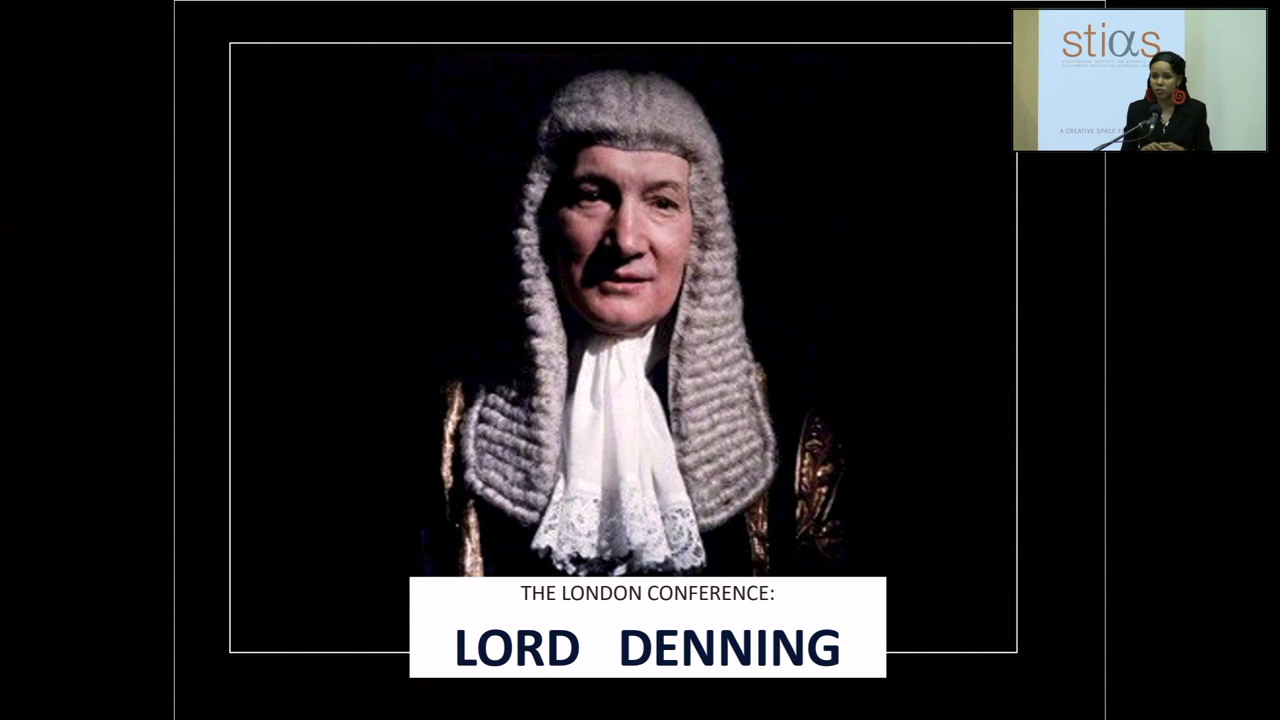 stias
A CREATIVE SPACE F
THE LONDON CONFERENCE:
LORD DENNING